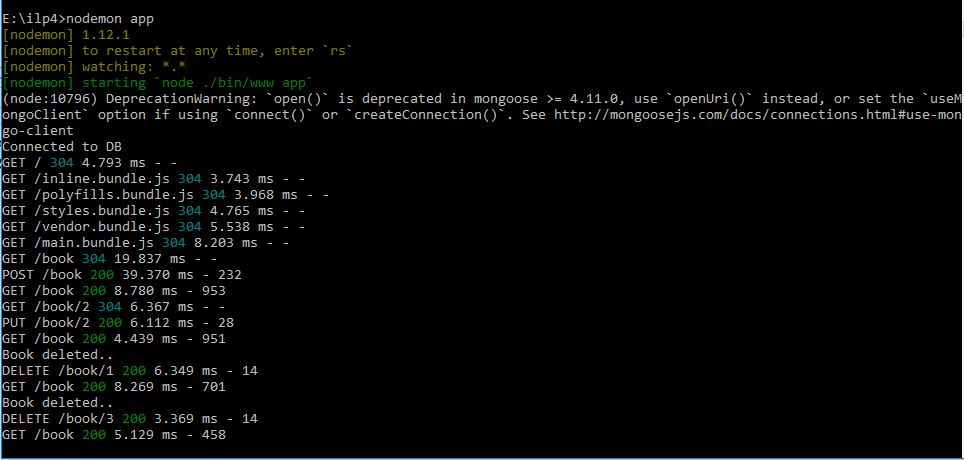 E:\ilp4>nodemon app
[nodemon] 1.12.1
[nodemon] to restart at any time, enter `rs`
[nodemon] watching: *.*
[nodemon] starting `node ./bin/www app`
(node:10796) DeprecationWarning: `open()` is deprecated in mongoose >= 4.11.0, use `openUri()` instead, or set the `useM
ongoClient` option if using `connect()` or `createConnection()`. See http://mongoosejs.com/docs/connections.html#use-mon
go-client
Connected to DB
GET / 304 4.793 ms - -
GET /inline.bundle.js 304 3.743 ms - -
GET /polyfills.bundle.js 304 3.968 ms - -
GET /styles.bundle.js 304 4.765 ms - -
GET /vendor.bundle.js 304 5.538 ms - -
GET /main.bundle.js 304 8.203 ms - -
GET /book 304 19.837 ms - -
POST /book 200 39.370 ms - 232
GET /book 200 8.780 ms - 953
GET /book/2 304 6.367 ms - -
PUT /book/2 200 6.112 ms - 28
GET /book 200 4.439 ms - 951
Book deleted..
DELETE /book/1 200 6.349 ms - 14
GET /book 200 8.269 ms - 701
Book deleted..
DELETE /book/3 200 3.369 ms - 14
GET /book 200 5.129 ms - 458